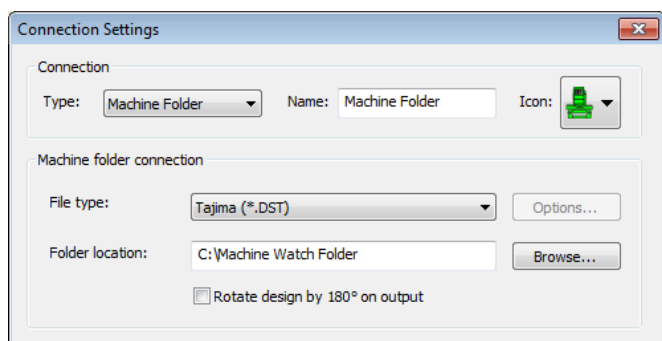 Connection Settings
Connection
Type: Machine Folder Name: Machine Folder Icon:
Machine folder connection
File type: Tajima (*.DST) Options...
Folder location: C:\Machine Watch Folder Browse...
Rotate design by 180° on output